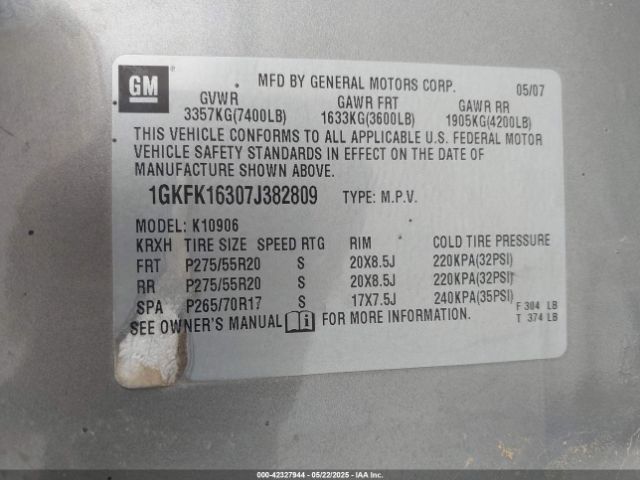 GM
MFD BY GENERAL MOTORS CORP. 05/07
GVWR GAWR FRT GAWR RR
3357KG(7400LB) 1633KG(3600LB) 1905KG(4200LB)
THIS VEHICLE CONFORMS TO ALL APPLICABLE U.S. FEDERAL MOTOR
VEHICLE SAFETY STANDARDS IN EFFECT ON THE DATE OF
MANUFACTURE SHOWN ABOVE.
1GKFK16307J382809 TYPE: M.P.V.
MODEL: K10906
KRXH TIRE SIZE SPEED RTG RIM COLD TIRE PRESSURE
FRT P275/55R20 S 20X8.5J 220KPA(32PSI)
RR P275/55R20 S 20X8.5J 220KPA(32PSI)
SPA P265/70R17 S 17X7.5J 240KPA(35PSI)
F 304 LB
T 374 LB
SEE OWNER'S MANUAL i FOR MORE INFORMATION.
000-42327944 - 05/22/2025 - IAA, Inc.